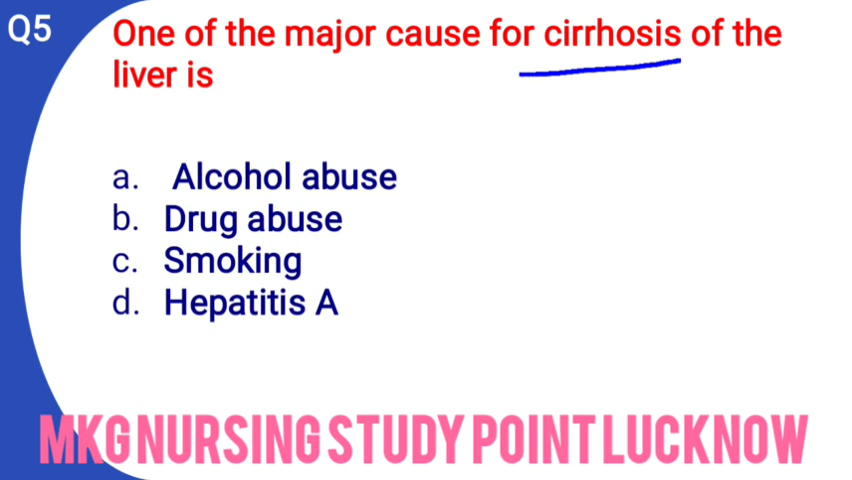 Q5
One of the major cause for cirrhosis of the
liver is
a. Alcohol abuse
b. Drug abuse
c. Smoking
d. Hepatitis A
MKG NURSING STUDY POINT LUCKNOW